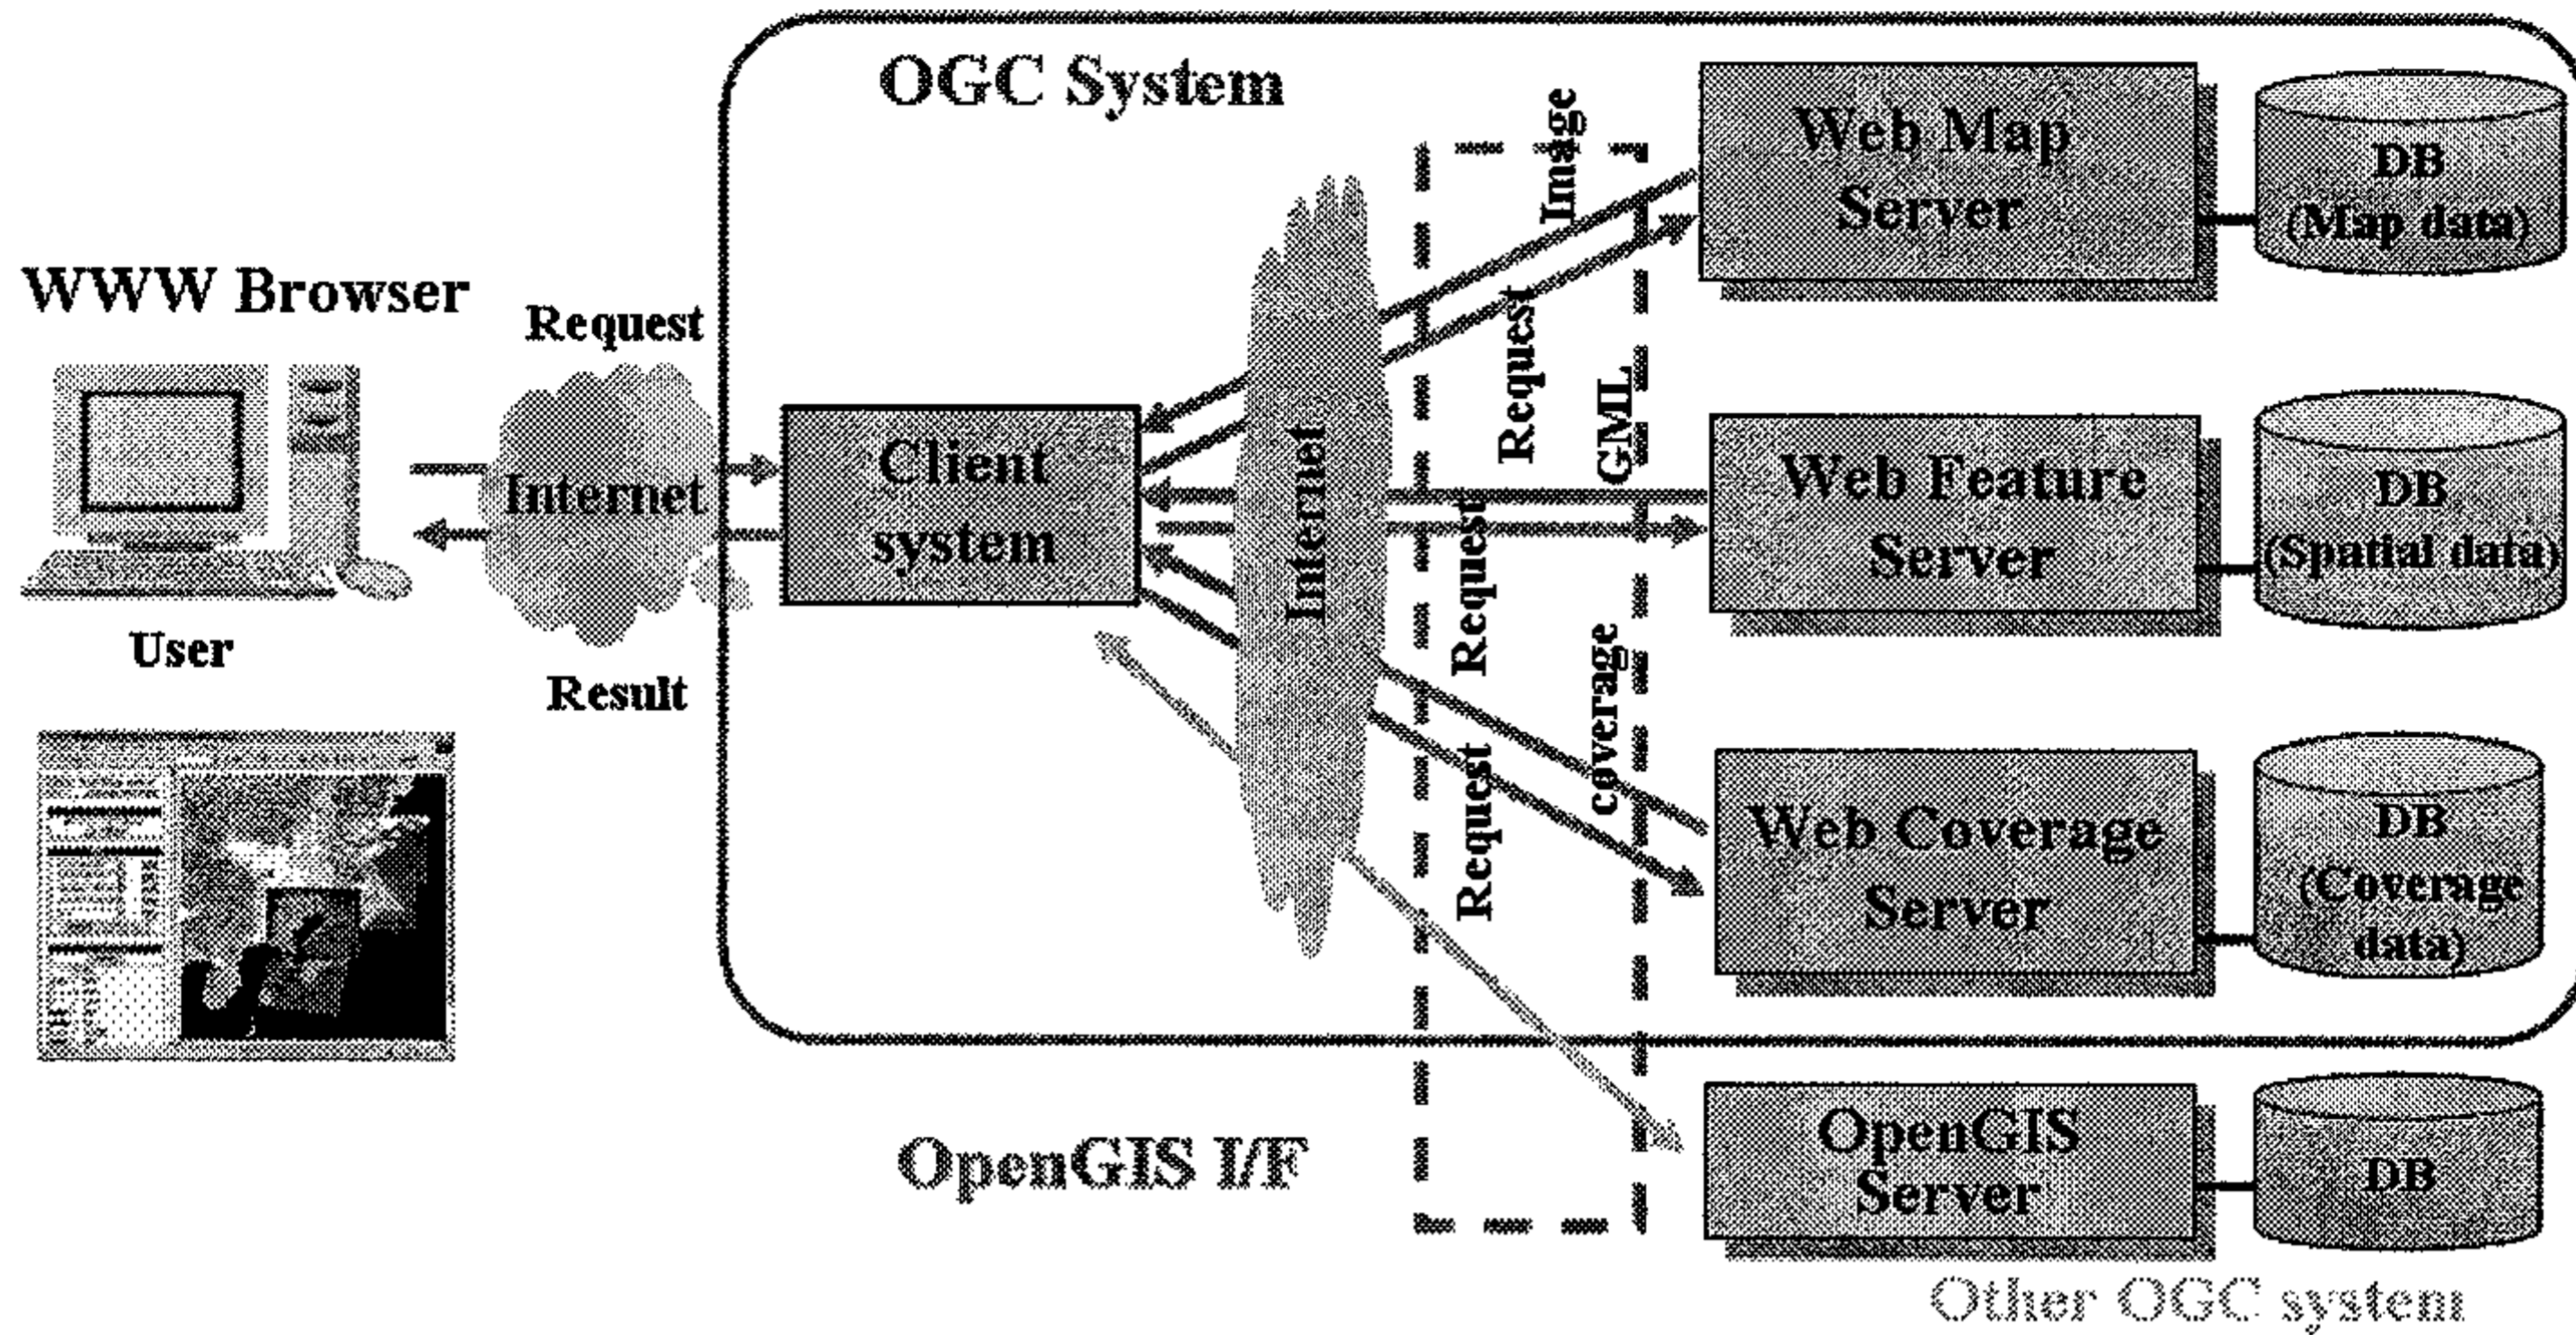 OGC System
WWW Browser
Request
Internet
Result
User
Client
system
Internet
Image
Request
GML
Request
coverage
Request
Web Map
Server
DB
(Map data)
Web Feature
Server
DB
(Spatial data)
Web Coverage
Server
DB
(Coverage
data)
OpenGIS I/F
OpenGIS
Server
DB
Other OGC system